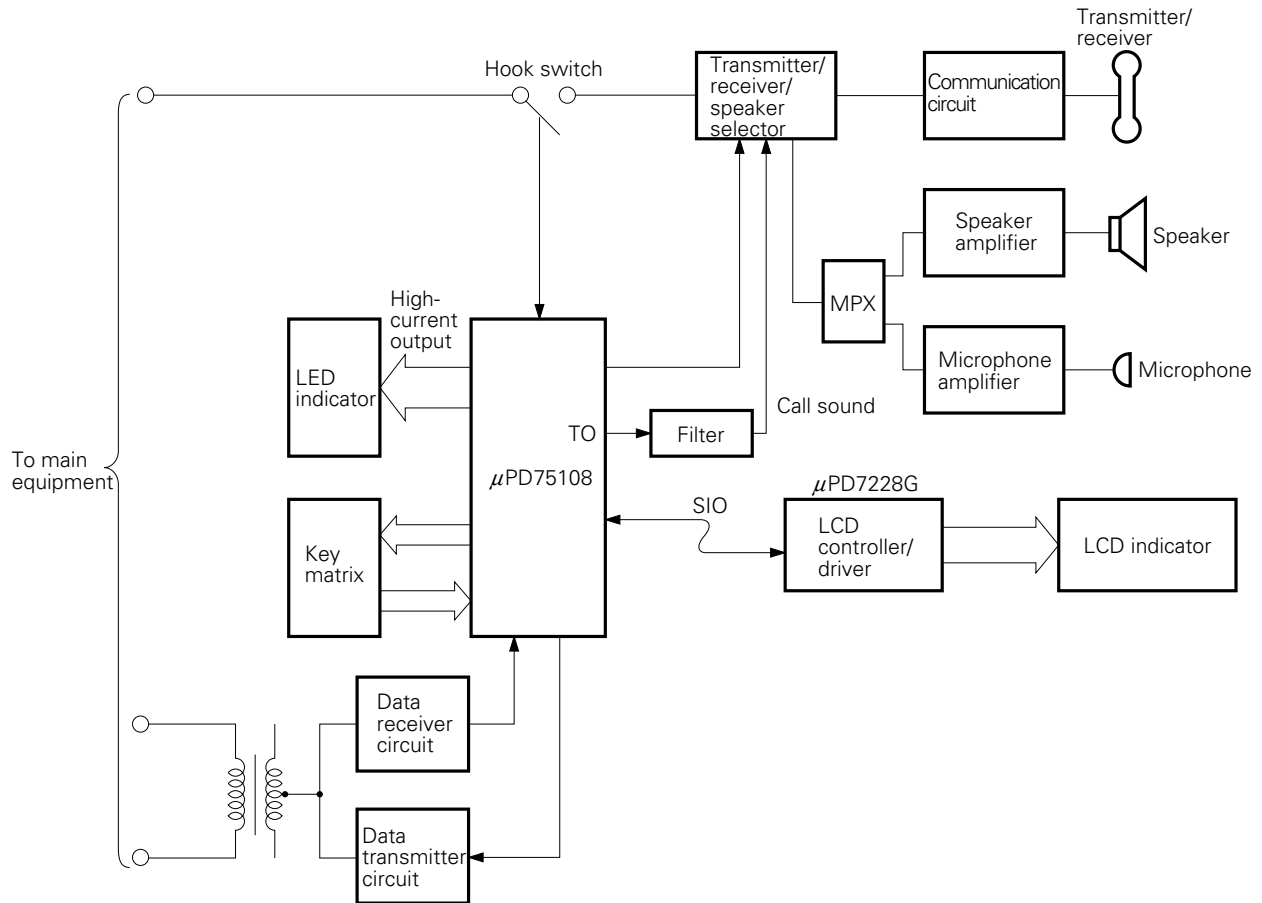 Transmitter/
receiver
Hook switch
Transmitter/
receiver/
speaker
selector
Communication
circuit
Speaker
amplifier
Speaker
MPX
Microphone
amplifier
Microphone
High-
current
output
LED
indicator
Call sound
TO
Filter
To main
equipment
μPD75108
μPD7228G
SIO
LCD
controller/
driver
LCD indicator
Key
matrix
Data
receiver
circuit
Data
transmitter
circuit